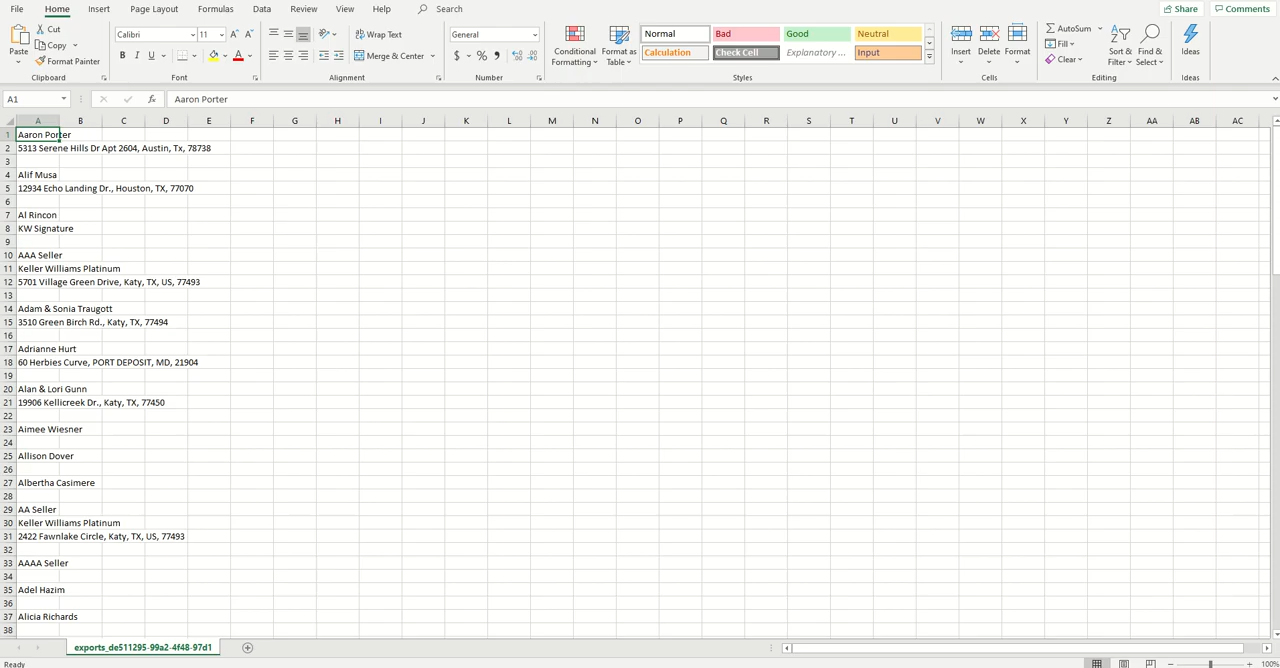 File Home Insert Page Layout Formulas Data Review View Help Search Share Comments
Paste Cut Copy Format Painter Clipboard
Calibri 11 A A B I U A Font
Wrap Text Merge & Center Alignment
General $ % Number
Conditional Formatting Format as Table Normal Bad Good Neutral Calculation Check Cell Explanatory ... Input Styles
Insert Delete Format Cells
AutoSum Fill Clear Sort & Filter Find & Select Editing
Ideas Ideas
A1 fx Aaron Porter
A B C D E F G H I J K L M N O P Q R S T U V W X Y Z AA AB AC
1 Aaron Porter
2 5313 Serene Hills Dr Apt 2604, Austin, Tx, 78738
3
4 Alif Musa
5 12934 Echo Landing Dr., Houston, TX, 77070
6
7 Al Rincon
8 KW Signature
9
10 AAA Seller
11 Keller Williams Platinum
12 5701 Village Green Drive, Katy, TX, US, 77493
13
14 Adam & Sonia Traugott
15 3510 Green Birch Rd., Katy, TX, 77494
16
17 Adrianne Hurt
18 60 Herbies Curve, PORT DEPOSIT, MD, 21904
19
20 Alan & Lori Gunn
21 19906 Kellicreek Dr., Katy, TX, 77450
22
23 Aimee Wiesner
24
25 Allison Dover
26
27 Albertha Casimere
28
29 AA Seller
30 Keller Williams Platinum
31 2422 Fawnlake Circle, Katy, TX, US, 77493
32
33 AAAA Seller
34
35 Adel Hazim
36
37 Alicia Richards
38
exports_de511295-99a2-4f48-97d1
Ready 100%